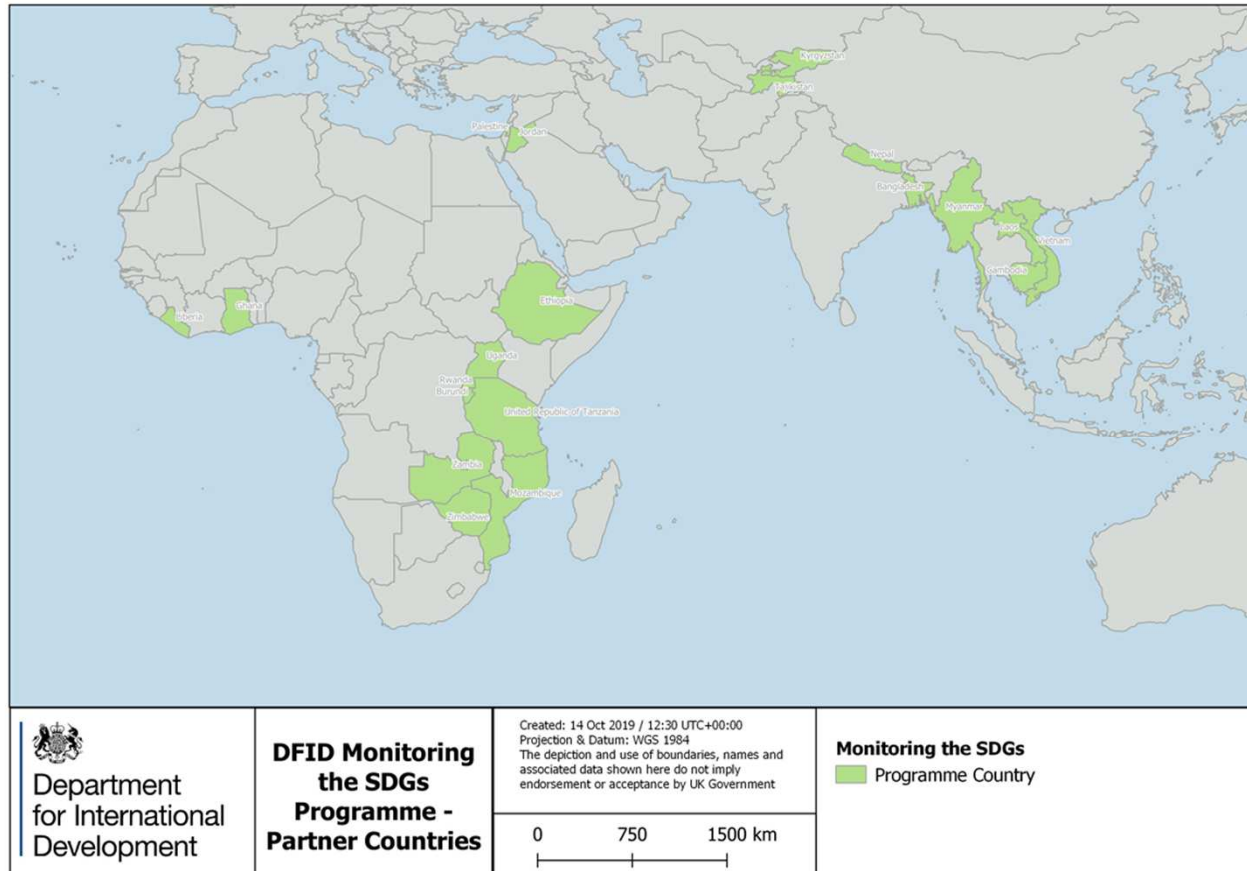 Kyrgyzstan
Tajikistan
Palestine
Jordan
Nepal
Bangladesh
Myanmar
Laos
Vietnam
Cambodia
Ethiopia
Ghana
Liberia
Uganda
Rwanda
Burundi
United Republic of Tanzania
Zambia
Mozambique
Zimbabwe
Department
for International
Development
DFID Monitoring
the SDGs
Programme -
Partner Countries
Created: 14 Oct 2019 / 12:30 UTC+00:00
Projection & Datum: WGS 1984
The depiction and use of boundaries, names and
associated data shown here do not imply
endorsement or acceptance by UK Government
0 750 1500 km
Monitoring the SDGs
Programme Country